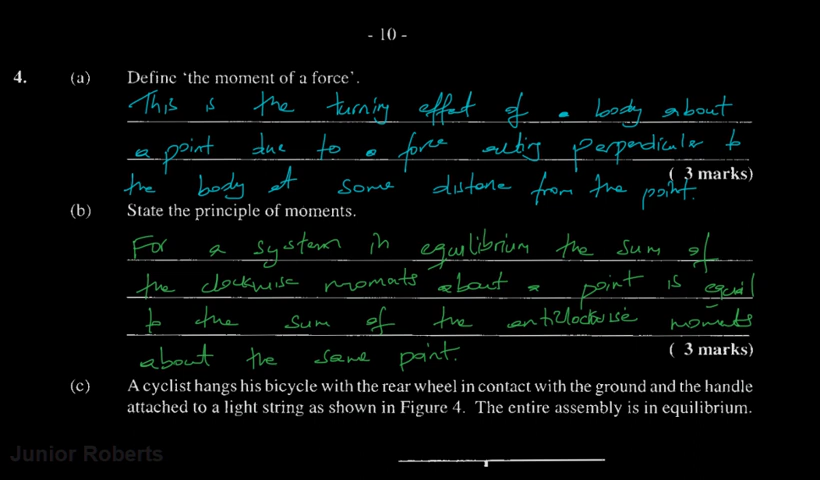 - 10 -
4. (a) Define 'the moment of a force'.
This is the turning effect of a body about
a point due to a force acting perpendicular to
( 3 marks)
the body at some distance from the point.
(b) State the principle of moments.
For a system in equilibrium the sum of
the clockwise moments about a point is equal
to the sum of the anticlockwise moments
( 3 marks)
about the same point.
(c) A cyclist hangs his bicycle with the rear wheel in contact with the ground and the handle
attached to a light string as shown in Figure 4. The entire assembly is in equilibrium.
Junior Roberts